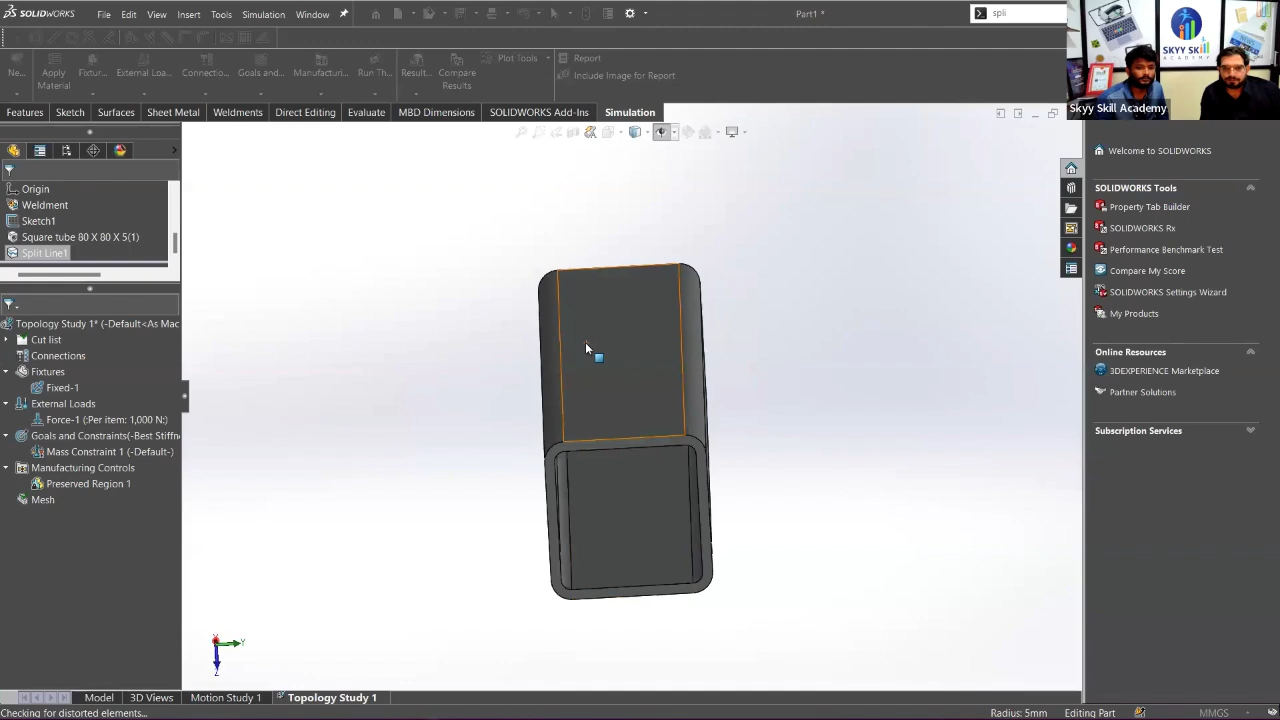 SOLIDWORKS
File
Edit
View
Insert
Tools
Simulation
Window
Part1 *
spli
Ne...
Apply
Material
Fixtur...
External Loa...
Connectio...
Goals and...
Manufacturi...
Run Th...
Result...
Compare
Results
Plot Tools
Report
Include Image for Report
SKYY SKILL
ACADEMY
Skyy Skill Academy
Features
Sketch
Surfaces
Sheet Metal
Weldments
Direct Editing
Evaluate
MBD Dimensions
SOLIDWORKS Add-Ins
Simulation
Origin
Weldment
Sketch1
Square tube 80 X 80 X 5(1)
Split Line1
Topology Study 1* (-Default<As Mac
Cut list
Connections
Fixtures
Fixed-1
External Loads
Force-1 (:Per item: 1,000 N:)
Goals and Constraints(-Best Stiffne
Mass Constraint 1 (-Default-)
Manufacturing Controls
Preserved Region 1
Mesh
Welcome to SOLIDWORKS
SOLIDWORKS Tools
Property Tab Builder
SOLIDWORKS Rx
Performance Benchmark Test
Compare My Score
SOLIDWORKS Settings Wizard
My Products
Online Resources
3DEXPERIENCE Marketplace
Partner Solutions
Subscription Services
Y
Z
Model
3D Views
Motion Study 1
Topology Study 1
Checking for distorted elements...
Radius: 5mm
Editing Part
MMGS